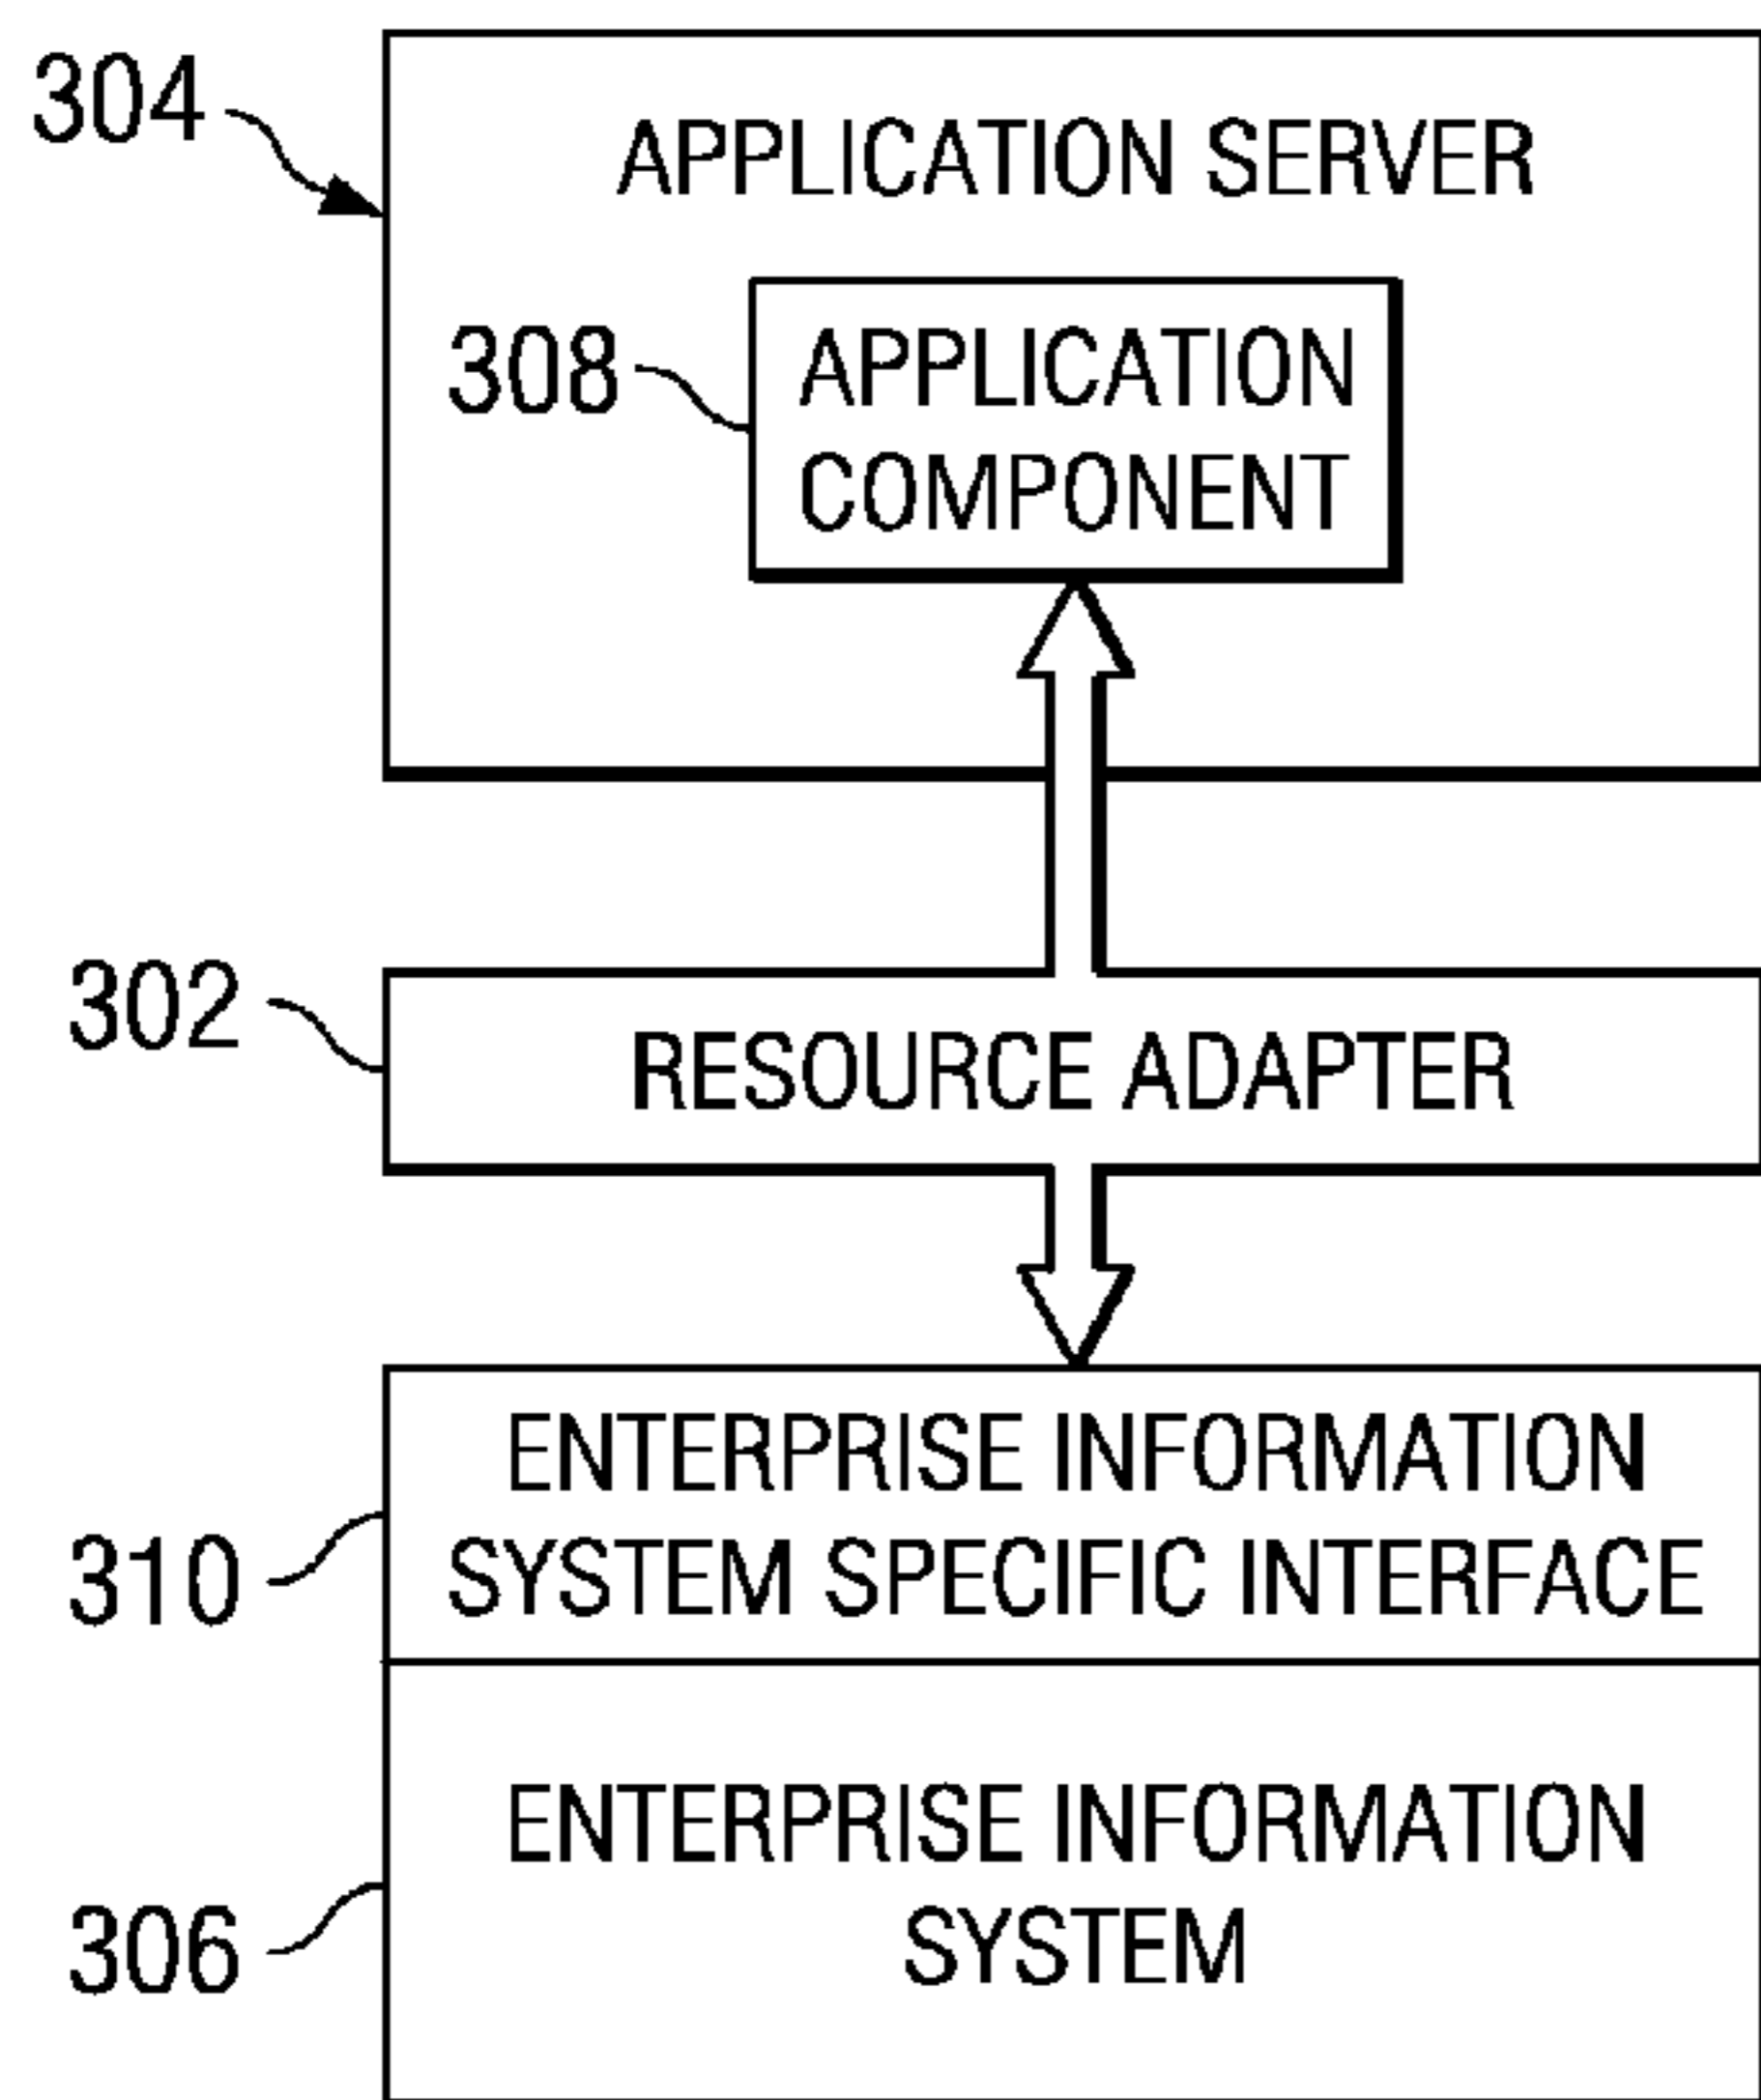 304
APPLICATION SERVER
308
APPLICATION
COMPONENT
302
RESOURCE ADAPTER
310
ENTERPRISE INFORMATION
SYSTEM SPECIFIC INTERFACE
306
ENTERPRISE INFORMATION
SYSTEM